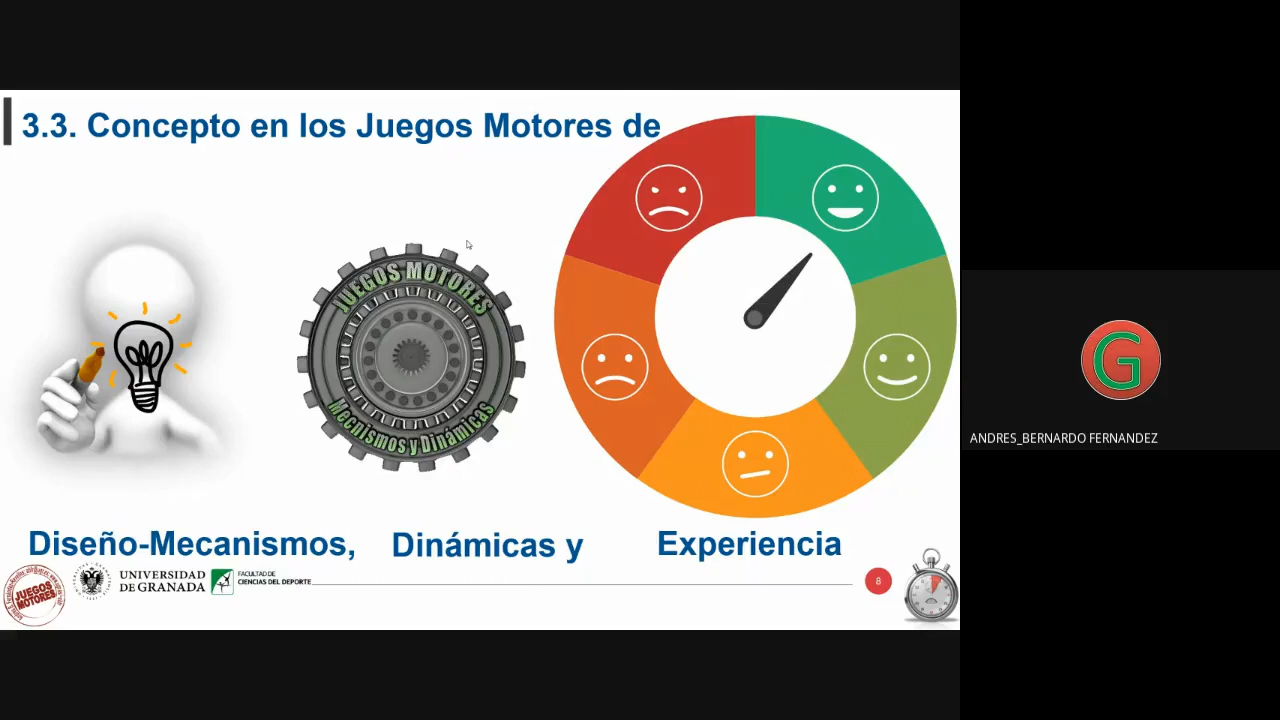 3.3. Concepto en los Juegos Motores de
JUEGOS MOTORES
Mecnismos y Dinámicas
Diseño-Mecanismos,
Dinámicas y
Experiencia
JUEGOS
MOTORES
UNIVERSIDAD
DE GRANADA
FACULTAD DE
CIENCIAS DEL DEPORTE
8
G
ANDRES_BERNARDO FERNANDEZ